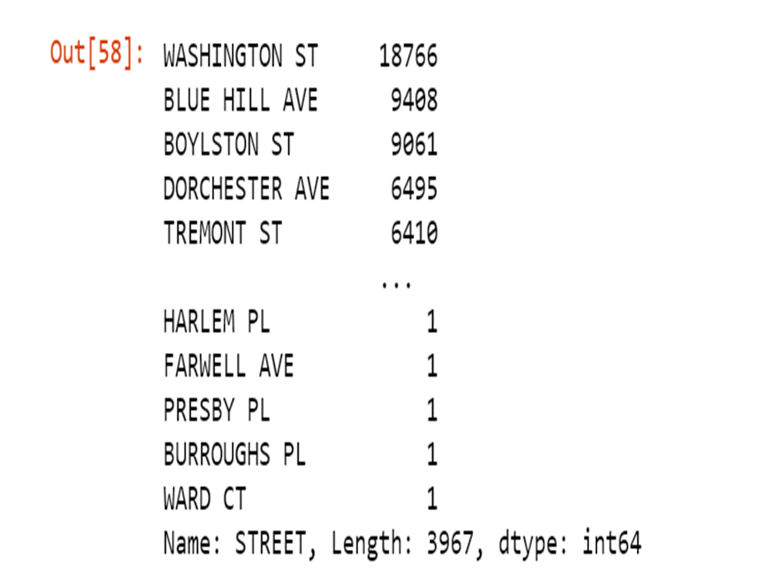 Out[58]: WASHINGTON ST 18766
BLUE HILL AVE 9408
BOYLSTON ST 9061
DORCHESTER AVE 6495
TREMONT ST 6410
...
HARLEM PL 1
FARWELL AVE 1
PRESBY PL 1
BURROUGHS PL 1
WARD CT 1
Name: STREET, Length: 3967, dtype: int64